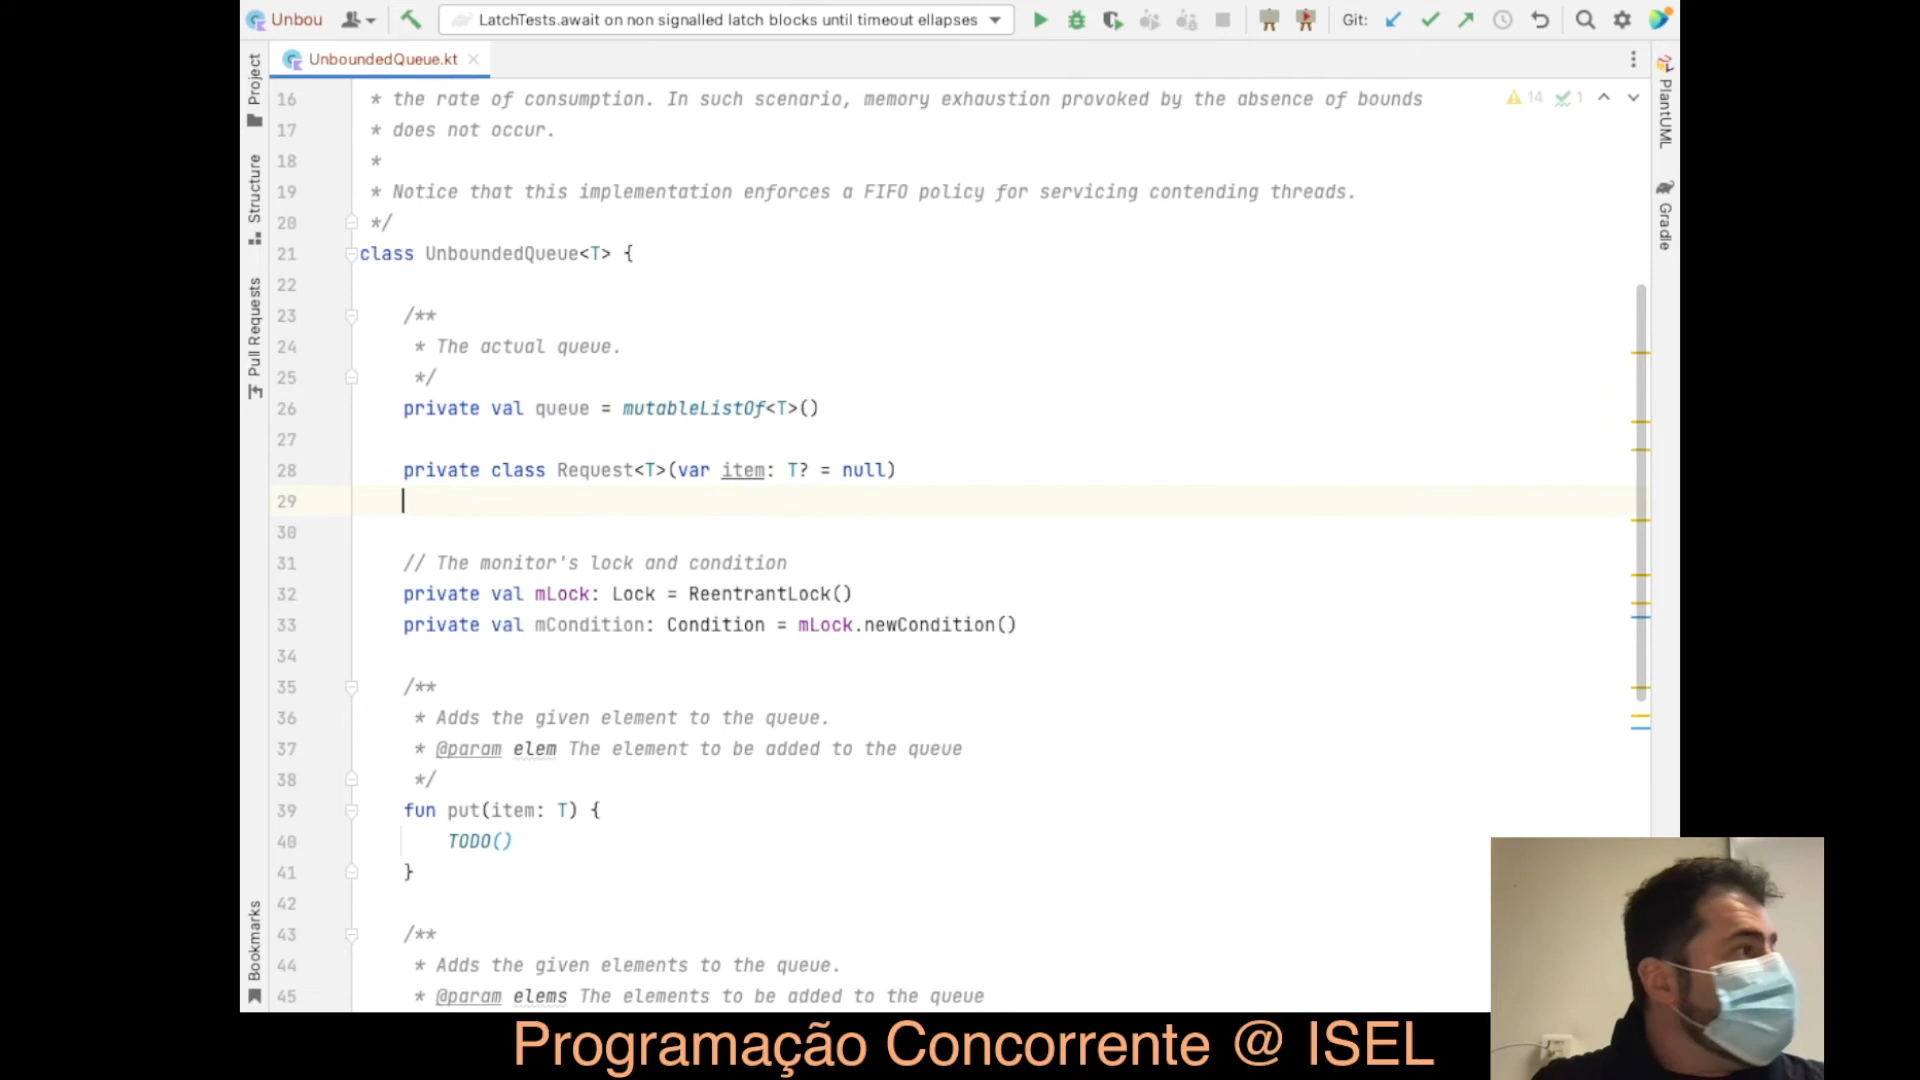 Unbou
LatchTests.await on non signalled latch blocks until timeout ellapses
Git:
UnboundedQueue.kt
Project
Structure
Pull Requests
Bookmarks
PlantUML
Gradle
14 1
16 * the rate of consumption. In such scenario, memory exhaustion provoked by the absence of bounds
17 * does not occur.
18 *
19 * Notice that this implementation enforces a FIFO policy for servicing contending threads.
20 */
21 class UnboundedQueue<T> {
22
23 /**
24 * The actual queue.
25 */
26 private val queue = mutableListOf<T>()
27
28 private class Request<T>(var item: T? = null)
29
30
31 // The monitor's lock and condition
32 private val mLock: Lock = ReentrantLock()
33 private val mCondition: Condition = mLock.newCondition()
34
35 /**
36 * Adds the given element to the queue.
37 * @param elem The element to be added to the queue
38 */
39 fun put(item: T) {
40 TODO()
41 }
42
43 /**
44 * Adds the given elements to the queue.
45 * @param elems The elements to be added to the queue
Programação Concorrente @ ISEL